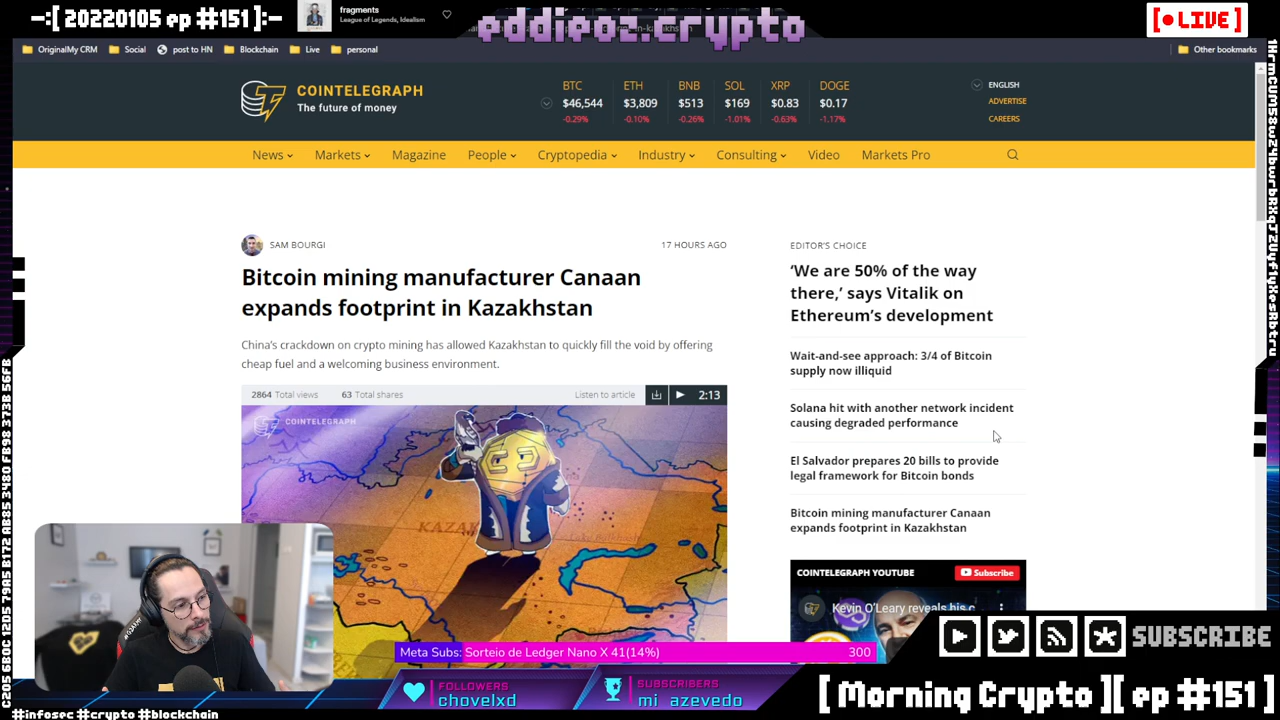 -:[ 20220105 ep #151 ]:-
fragments
League of Legends, Idealism
eddieoz.crypto
[ • LIVE ]
OriginalMy CRM
Social
post to HN
Blockchain
Live
personal
Other bookmarks
COINTELEGRAPH
The future of money
BTC
$46,544
-0.29%
ETH
$3,809
-0.10%
BNB
$513
-0.26%
SOL
$169
-1.01%
XRP
$0.83
-0.63%
DOGE
$0.17
-1.17%
ENGLISH
ADVERTISE
CAREERS
News
Markets
Magazine
People
Cryptopedia
Industry
Consulting
Video
Markets Pro
SAM BOURGI
17 HOURS AGO
Bitcoin mining manufacturer Canaan
expands footprint in Kazakhstan
China's crackdown on crypto mining has allowed Kazakhstan to quickly fill the void by offering
cheap fuel and a welcoming business environment.
2864 Total views
63 Total shares
Listen to article
2:13
COINTELEGRAPH
EDITOR'S CHOICE
‘We are 50% of the way
there,’ says Vitalik on
Ethereum's development
Wait-and-see approach: 3/4 of Bitcoin
supply now illiquid
Solana hit with another network incident
causing degraded performance
El Salvador prepares 20 bills to provide
legal framework for Bitcoin bonds
Bitcoin mining manufacturer Canaan
expands footprint in Kazakhstan
COINTELEGRAPH YOUTUBE
Subscribe
Kevin O'Leary reveals his c
Meta Subs: Sorteio de Ledger Nano X 41(14%)
300
FOLLOWERS
chovelxd
SUBSCRIBERS
mi_azevedo
SUBSCRIBE
[ Morning Crypto ][ ep #151 ]
#infosec #crypto #blockchain